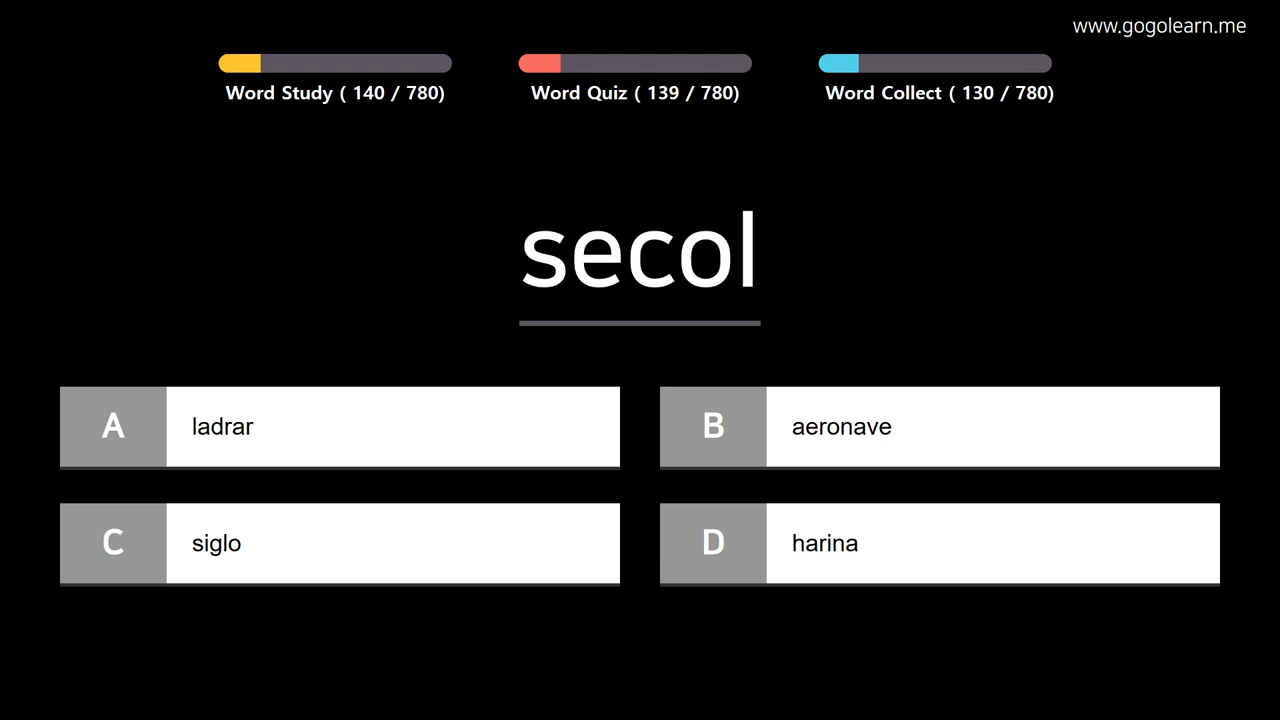 www.gogolearn.me
Word Study ( 140 / 780)
Word Quiz ( 139 / 780)
Word Collect ( 130 / 780)
secol
A ladrar
B aeronave
C siglo
D harina